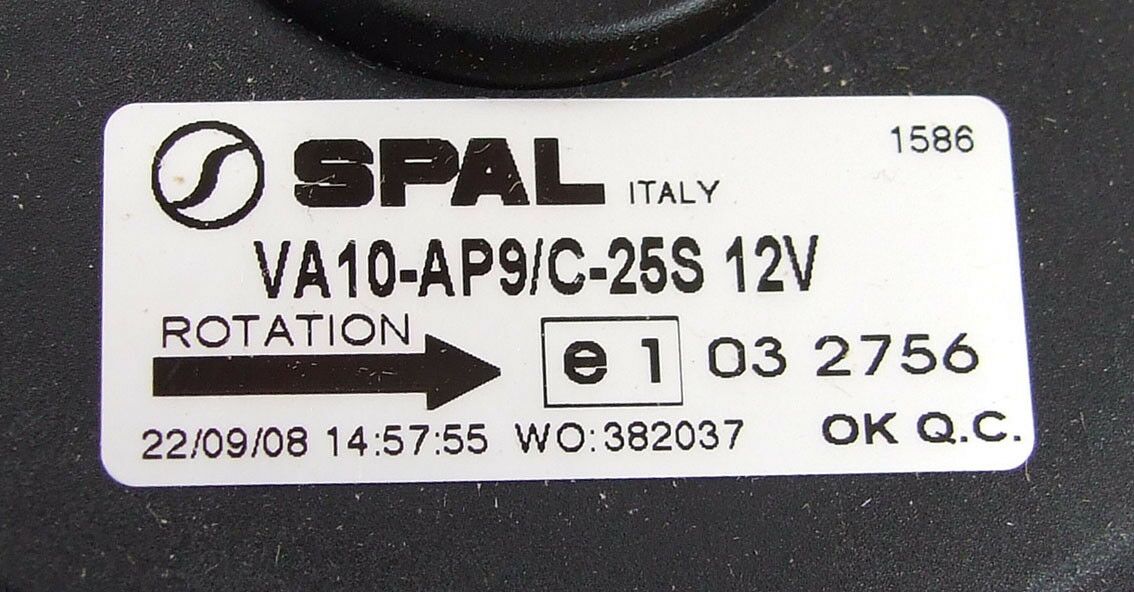 SPAL ITALY 1586
VA10-AP9/C-25S 12V
ROTATION
e 1 03 2756
22/09/08 14:57:55 WO:382037 OK Q.C.